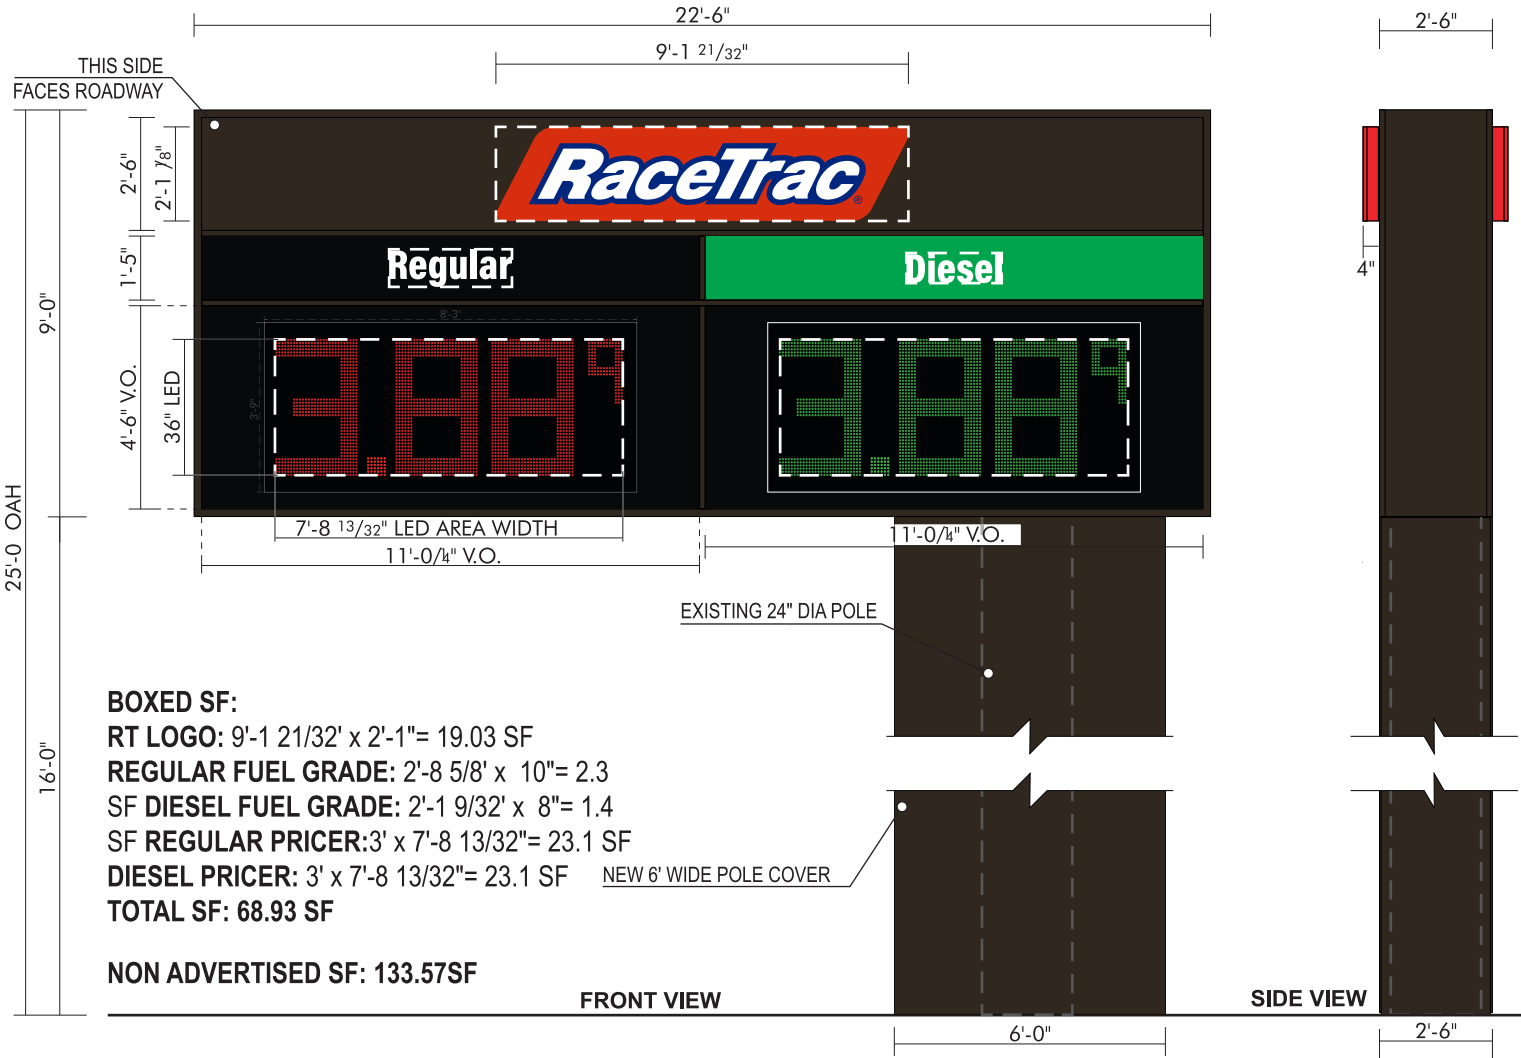 22'-6"
2'-6"
9'-1 21/32"
THIS SIDE
FACES ROADWAY
2'-6"
2'-1 1/8"
RaceTrac®
1'-5"
Regular
Diesel
4"
9'-0"
8'-3"
3'-9"
4'-6" V.O.
36" LED
3.889
3.889
25'-0 OAH
7'-8 13/32" LED AREA WIDTH
11'-0/4" V.O.
11'-0/4" V.O.
EXISTING 24" DIA POLE
BOXED SF:
RT LOGO: 9'-1 21/32' x 2'-1"= 19.03 SF
REGULAR FUEL GRADE: 2'-8 5/8' x 10"= 2.3
SF DIESEL FUEL GRADE: 2'-1 9/32' x 8"= 1.4
SF REGULAR PRICER:3' x 7'-8 13/32"= 23.1 SF
DIESEL PRICER: 3' x 7'-8 13/32"= 23.1 SF
TOTAL SF: 68.93 SF
16'-0"
NEW 6' WIDE POLE COVER
NON ADVERTISED SF: 133.57SF
FRONT VIEW
SIDE VIEW
6'-0"
2'-6"